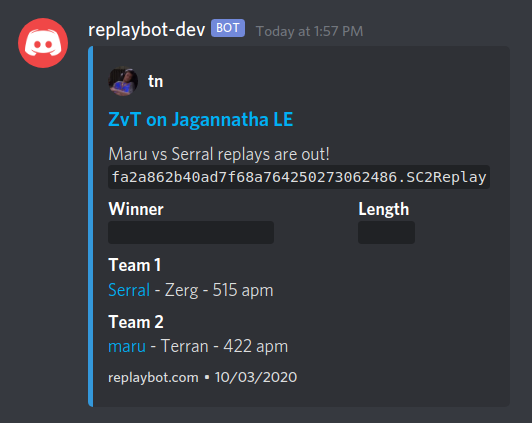 replaybot-dev BOT Today at 1:57 PM
tn
ZvT on Jagannatha LE
Maru vs Serral replays are out!
fa2a862b40ad7f68a764250273062486.SC2Replay
Winner Length
Team 1
Serral - Zerg - 515 apm
Team 2
maru - Terran - 422 apm
replaybot.com • 10/03/2020